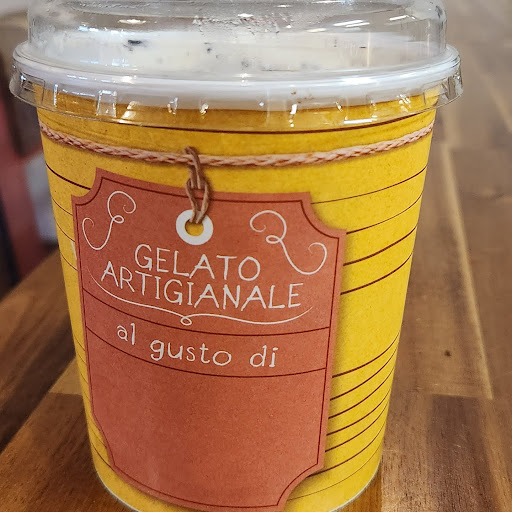 GELATO
ARTIGIANALE
al gusto di